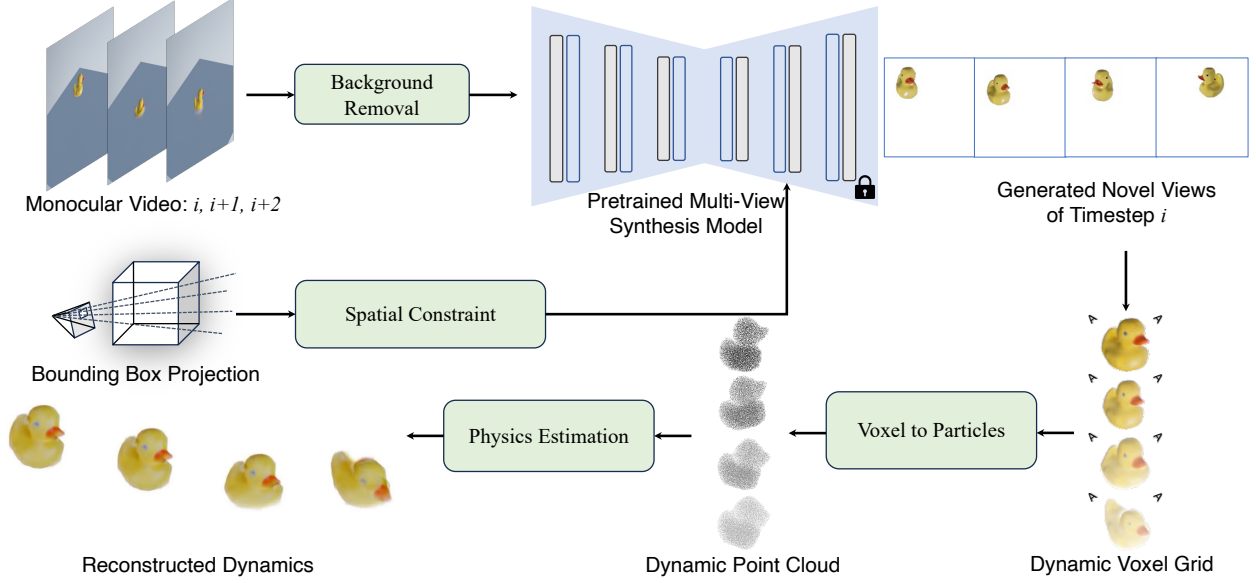 Background
Removal
Monocular Video: i, i+1, i+2
Pretrained Multi-View
Synthesis Model
Generated Novel Views
of Timestep i
Spatial Constraint
Bounding Box Projection
Physics Estimation
Voxel to Particles
Reconstructed Dynamics
Dynamic Point Cloud
Dynamic Voxel Grid